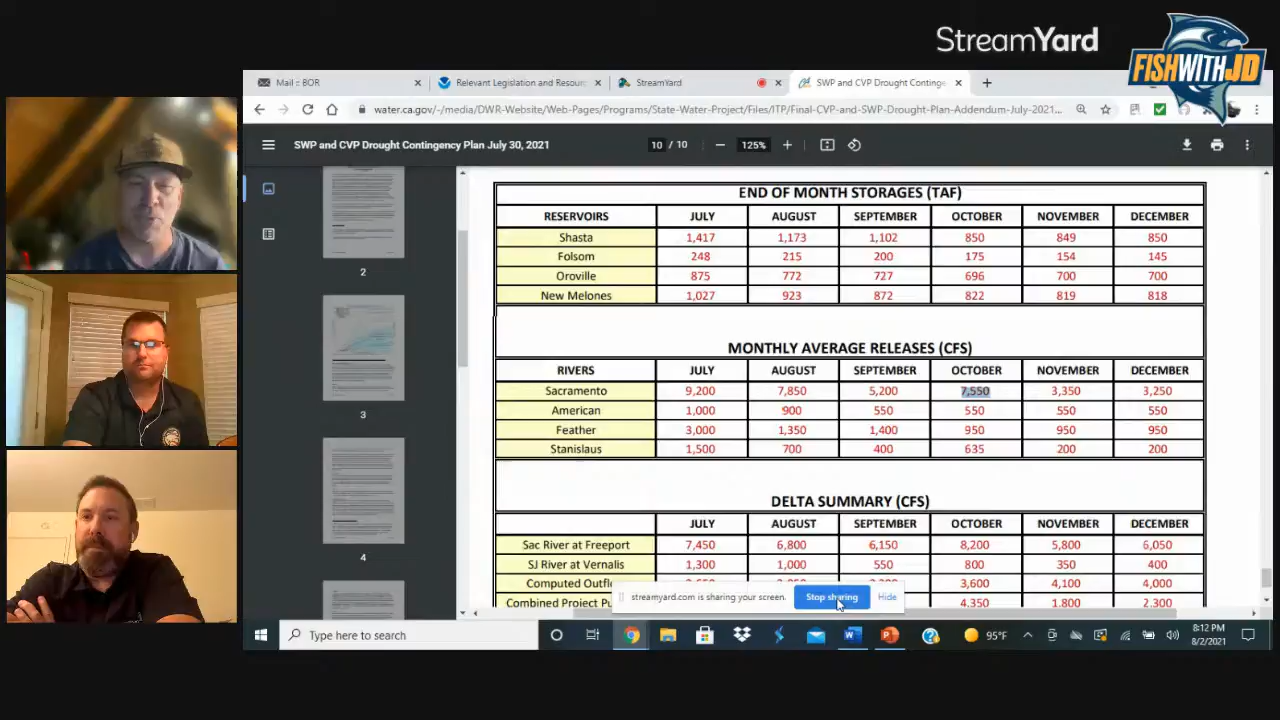 StreamYard
FISHWITHJD
Mail :: BOR
Relevant Legislation and Resour
StreamYard
SWP and CVP Drought Continge
water.ca.gov/-/media/DWR-Website/Web-Pages/Programs/State-Water-Project/Files/ITP/Final-CVP-and-SWP-Drought-Plan-Addendum-July-2021...
SWP and CVP Drought Contingency Plan July 30, 2021
10 / 10
125%
2
3
4
END OF MONTH STORAGES (TAF)
RESERVOIRS JULY AUGUST SEPTEMBER OCTOBER NOVEMBER DECEMBER
Shasta 1,417 1,173 1,102 850 849 850
Folsom 248 215 200 175 154 145
Oroville 875 772 727 696 700 700
New Melones 1,027 923 872 822 819 818
MONTHLY AVERAGE RELEASES (CFS)
RIVERS JULY AUGUST SEPTEMBER OCTOBER NOVEMBER DECEMBER
Sacramento 9,200 7,850 5,200 7,550 3,350 3,250
American 1,000 900 550 550 550 550
Feather 3,000 1,350 1,400 950 950 950
Stanislaus 1,500 700 400 635 200 200
DELTA SUMMARY (CFS)
JULY AUGUST SEPTEMBER OCTOBER NOVEMBER DECEMBER
Sac River at Freeport 7,450 6,800 6,150 8,200 5,800 6,050
SJ River at Vernalis 1,300 1,000 550 800 350 400
Computed Outfl 3,600 4,100 4,000
Combined Project Pu 4,350 1,800 2,300
streamyard.com is sharing your screen.
Stop sharing
Hide
Type here to search
95°F
8:12 PM
8/2/2021